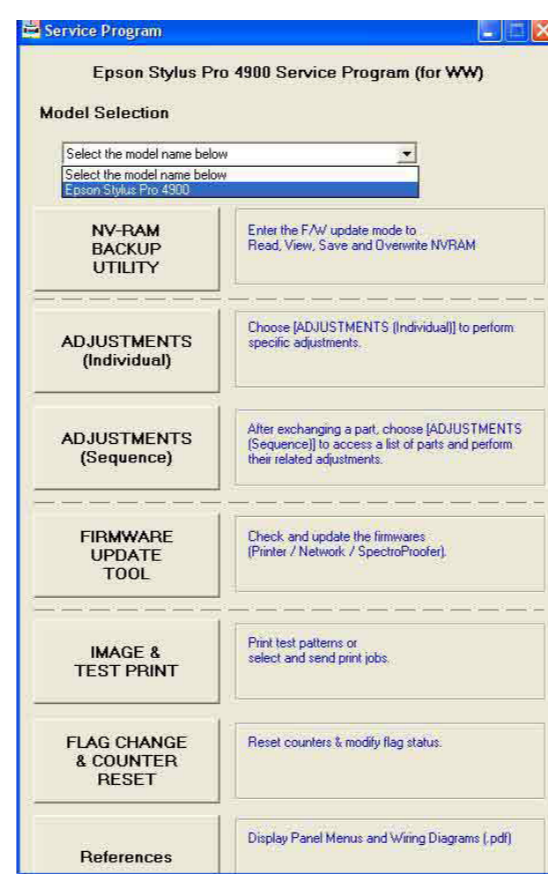 Service Program
Epson Stylus Pro 4900 Service Program (for WW)
Model Selection
Select the model name below
Select the model name below
Epson Stylus Pro 4900
NV-RAM
BACKUP
UTILITY
Enter the F/W update mode to
Read, View, Save and Overwrite NVRAM
ADJUSTMENTS
(Individual)
Choose [ADJUSTMENTS (Individual)] to perform
specific adjustments.
ADJUSTMENTS
(Sequence)
After exchanging a part, choose [ADJUSTMENTS
(Sequence)] to access a list of parts and perform
their related adjustments.
FIRMWARE
UPDATE
TOOL
Check and update the firmwares
(Printer / Network / SpectroProofer).
IMAGE &
TEST PRINT
Print test patterns or
select and send print jobs.
FLAG CHANGE
& COUNTER
RESET
Reset counters & modify flag status.
References
Display Panel Menus and Wiring Diagrams (.pdf)